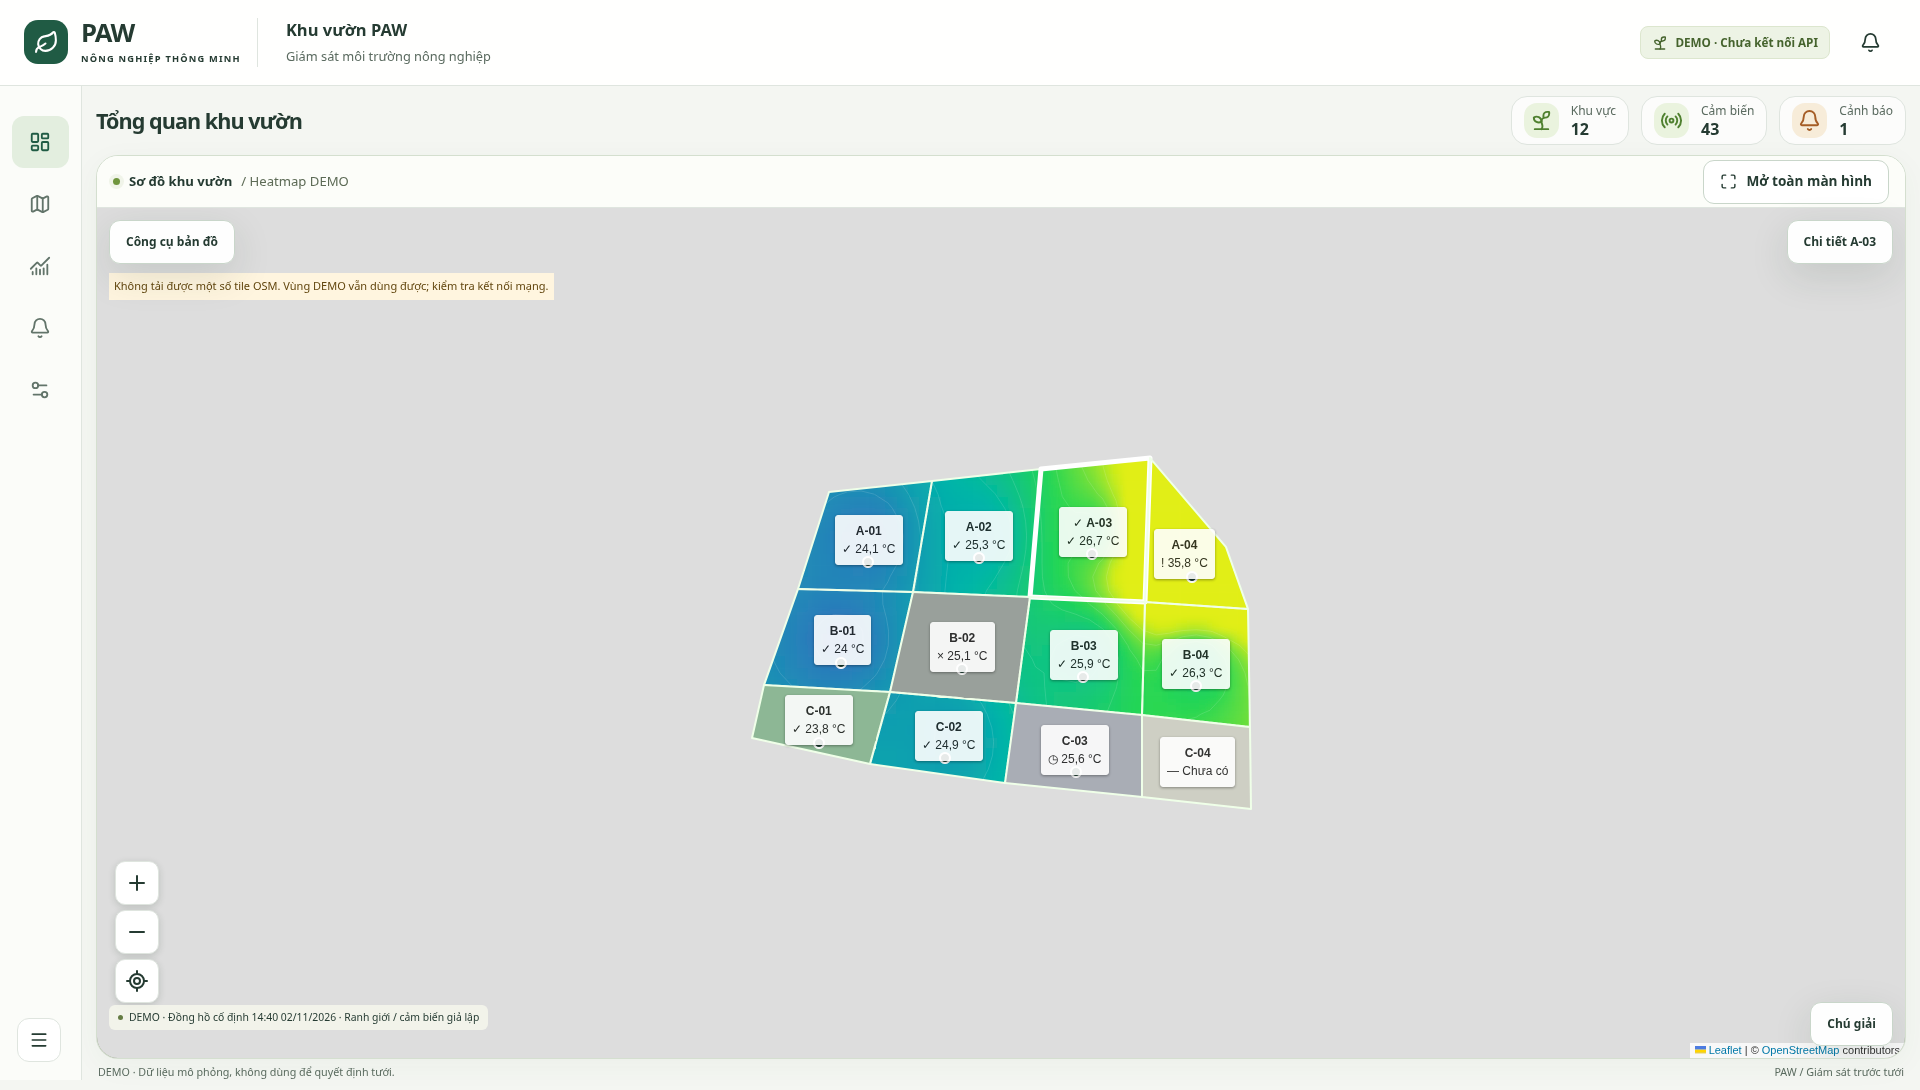 PAW
NÔNG NGHIỆP THÔNG MINH
Khu vườn PAW
Giám sát môi trường nông nghiệp
DEMO · Chưa kết nối API
Tổng quan khu vườn
Khu vực
12
Cảm biến
43
Cảnh báo
1
Sơ đồ khu vườn / Heatmap DEMO
Mở toàn màn hình
Công cụ bản đồ
Chi tiết A-03
Không tải được một số tile OSM. Vùng DEMO vẫn dùng được; kiểm tra kết nối mạng.
A-01
✓ 24,1 °C
A-02
✓ 25,3 °C
✓ A-03
✓ 26,7 °C
A-04
! 35,8 °C
B-01
✓ 24 °C
B-02
× 25,1 °C
B-03
✓ 25,9 °C
B-04
✓ 26,3 °C
C-01
✓ 23,8 °C
C-02
✓ 24,9 °C
C-03
◷ 25,6 °C
C-04
— Chưa có
DEMO · Đồng hồ cố định 14:40 02/11/2026 · Ranh giới / cảm biến giả lập
Chú giải
Leaflet | © OpenStreetMap contributors
DEMO · Dữ liệu mô phỏng, không dùng để quyết định tưới.
PAW / Giám sát trước tưới